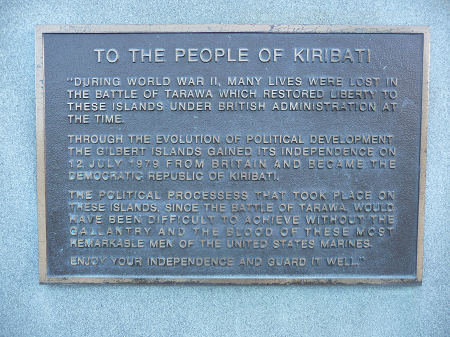 TO THE PEOPLE OF KIRIBATI
"DURING WORLD WAR II, MANY LIVES WERE LOST IN
THE BATTLE OF TARAWA WHICH RESTORED LIBERTY TO
THESE ISLANDS UNDER BRITISH ADMINISTRATION AT
THE TIME.
THROUGH THE EVOLUTION OF POLITICAL DEVELOPMENT
THE GILBERT ISLANDS GAINED ITS INDEPENDENCE ON
12 JULY 1979 FROM BRITAIN AND BECAME THE
DEMOCRATIC REPUBLIC OF KIRIBATI.
THE POLITICAL PROCESSESS THAT TOOK PLACE ON
THESE ISLANDS, SINCE THE BATTLE OF TARAWA, WOULD
HAVE BEEN DIFFICULT TO ACHIEVE WITHOUT THE
GALLANTRY AND THE BLOOD OF THESE MOST
REMARKABLE MEN OF THE UNITED STATES MARINES.
ENJOY YOUR INDEPENDENCE AND GUARD IT WELL."